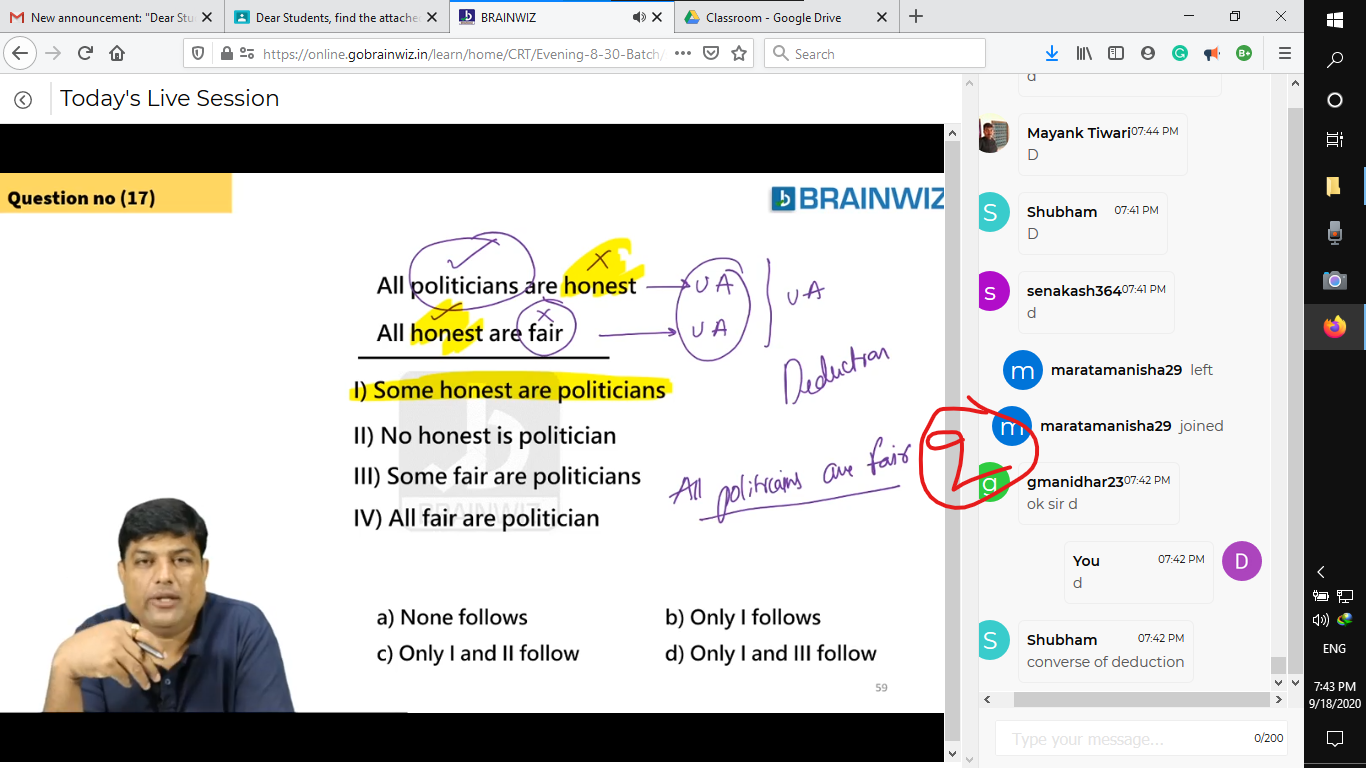 New announcement: "Dear Stu
Dear Students, find the attache
BRAINWIZ
Classroom - Google Drive
https://online.gobrainwiz.in/learn/home/CRT/Evening-8-30-Batch/
Search
Today's Live Session
Question no (17)
BRAINWIZ
All politicians are honest
U A
All honest are fair
U A
U A
Deduction
I) Some honest are politicians
II) No honest is politician
III) Some fair are politicians
IV) All fair are politician
All politicians are fair
2
BRAINWIZ
a) None follows
b) Only I follows
c) Only I and II follow
d) Only I and III follow
59
d
Mayank Tiwari 07:44 PM
D
S
Shubham 07:41 PM
D
s
senakash364 07:41 PM
d
m
maratamanisha29 left
m
maratamanisha29 joined
g
gmanidhar23 07:42 PM
ok sir d
You 07:42 PM
D
d
S
Shubham 07:42 PM
converse of deduction
Type your message...
0/200
ENG
7:43 PM
9/18/2020